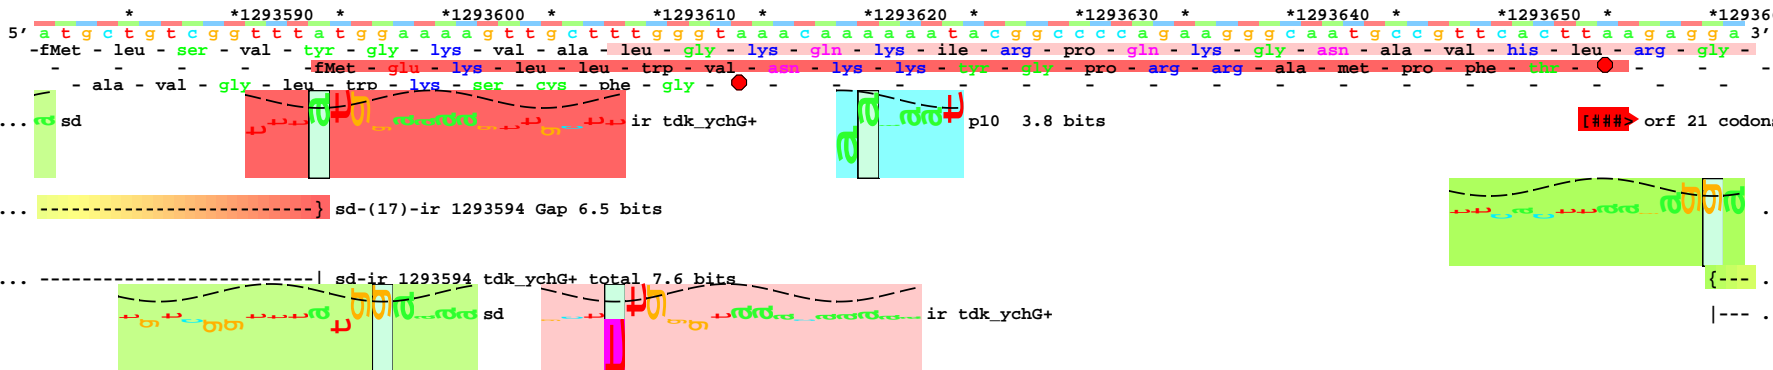 * *1293590 * *1293600 * *1293610 * *1293620 * *1293630 * *1293640 * *1293650 * *12936
5' a t g c t g t c g g t t t a t g g a a a a g t t g c t t t g g g t a a a c a a a a a a t a c g g c c c c a g a a g g g c a a t g c c g t t c a c t t a a g a g g a 3'
-fMet - leu - ser - val - tyr - gly - lys - val - ala - leu - gly - lys - gln - lys - ile - arg - pro - gln - lys - gly - asn - ala - val - his - leu - arg - gly -
- - - - -fMet - glu - lys - leu - leu - trp - val - asn - lys - lys - tyr - gly - pro - arg - arg - ala - met - pro - phe - thr - - - -
- ala - val - gly - leu - trp - lys - ser - cys - phe - gly - - - - - - - - - - - - - - - - -
... sd ir tdk_ychG+ p10 3.8 bits [###> orf 21 codons
... --------------------------} sd-(17)-ir 1293594 Gap 6.5 bits .
... --------------------------| sd-ir 1293594 tdk_ychG+ total 7.6 bits {--- .
sd ir tdk_ychG+ |--- .